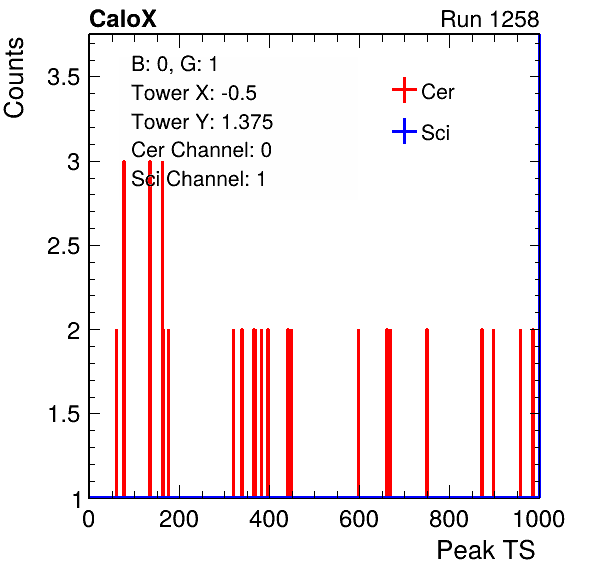 CaloX Run 1258
Counts
B: 0, G: 1
Tower X: -0.5
Tower Y: 1.375
Cer Channel: 0
Sci Channel: 1
Cer
Sci
3.5
3
2.5
2
1.5
1
0 200 400 600 800 1000
Peak TS